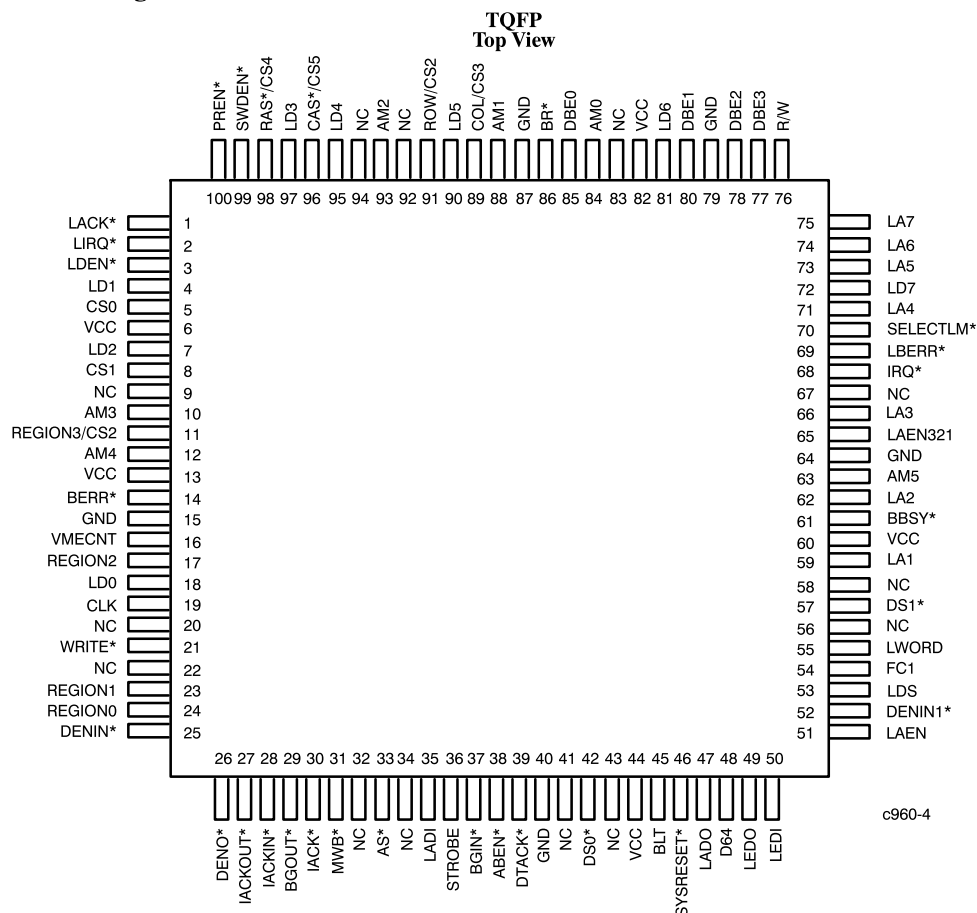 TQFP
Top View
PREN*
SWDEN*
RAS*/CS4
LD3
CAS*/CS5
LD4
NC
AM2
NC
ROW/CS2
LD5
COL/CS3
AM1
GND
BR*
DBE0
AM0
NC
VCC
LD6
DBE1
GND
DBE2
DBE3
R/W
100 99 98 97 96 95 94 93 92 91 90 89 88 87 86 85 84 83 82 81 80 79 78 77 76
LACK* 1
LIRQ* 2
LDEN* 3
LD1 4
CS0 5
VCC 6
LD2 7
CS1 8
NC 9
AM3 10
REGION3/CS2 11
AM4 12
VCC 13
BERR* 14
GND 15
VMECNT 16
REGION2 17
LD0 18
CLK 19
NC 20
WRITE* 21
NC 22
REGION1 23
REGION0 24
DENIN* 25
75 LA7
74 LA6
73 LA5
72 LD7
71 LA4
70 SELECTLM*
69 LBERR*
68 IRQ*
67 NC
66 LA3
65 LAEN321
64 GND
63 AM5
62 LA2
61 BBSY*
60 VCC
59 LA1
58 NC
57 DS1*
56 NC
55 LWORD
54 FC1
53 LDS
52 DENIN1*
51 LAEN
26 27 28 29 30 31 32 33 34 35 36 37 38 39 40 41 42 43 44 45 46 47 48 49 50
DENO*
IACKOUT*
IACKIN*
BGOUT*
IACK*
MWB*
NC
AS*
NC
LADI
STROBE
BGIN*
ABEN*
DTACK*
GND
NC
DS0*
NC
VCC
BLT
SYSRESET*
LADO
D64
LEDO
LEDI
c960-4